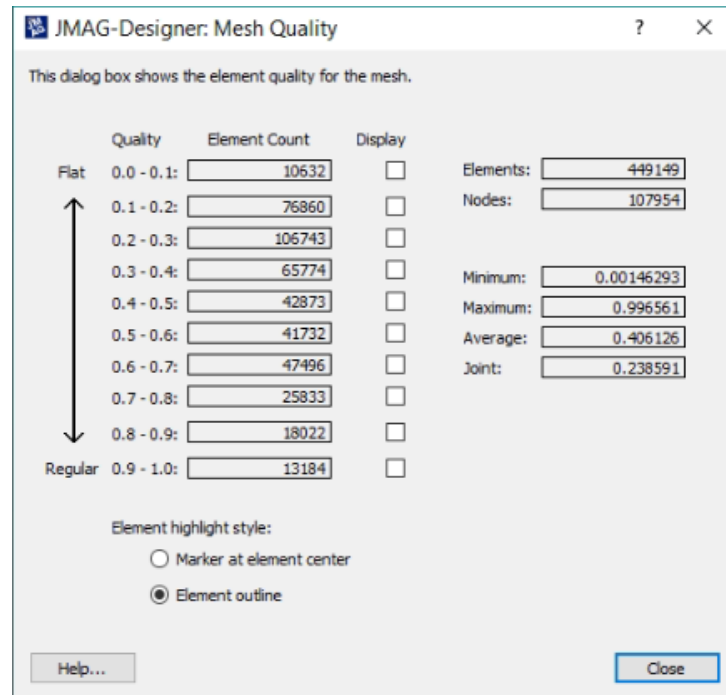 JMAG-Designer: Mesh Quality ? ×
This dialog box shows the element quality for the mesh.
Quality Element Count Display
Flat 0.0 - 0.1: 10632 Elements: 449149
0.1 - 0.2: 76860 Nodes: 107954
0.2 - 0.3: 106743
0.3 - 0.4: 65774 Minimum: 0.00146293
0.4 - 0.5: 42873 Maximum: 0.996561
0.5 - 0.6: 41732 Average: 0.406126
0.6 - 0.7: 47496 Joint: 0.238591
0.7 - 0.8: 25833
0.8 - 0.9: 18022
Regular 0.9 - 1.0: 13184
Element highlight style:
Marker at element center
Element outline
Help... Close